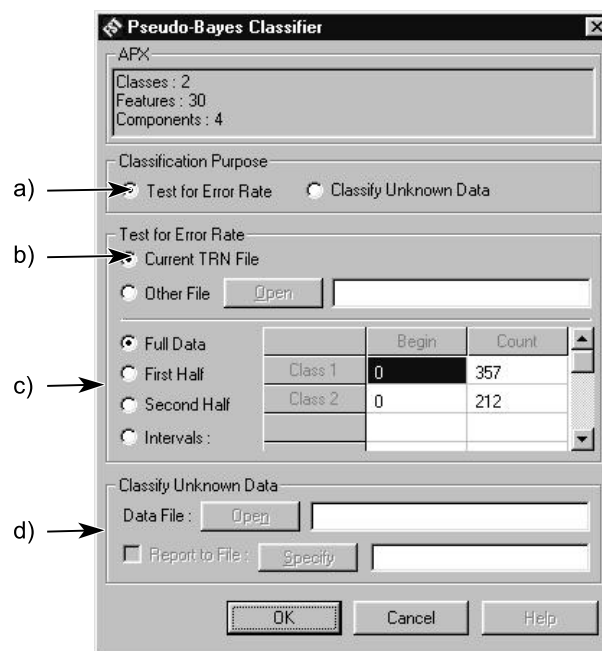 Pseudo-Bayes Classifier
APX
Classes : 2
Features : 30
Components : 4
Classification Purpose
a)
Test for Error Rate
Classify Unknown Data
Test for Error Rate
b)
Current TRN File
Other File
Open
Full Data
Begin
Count
First Half
Class 1
0
357
c)
Second Half
Class 2
0
212
Intervals :
Classify Unknown Data
d)
Data File :
Open
Report to File :
Specify
OK
Cancel
Help